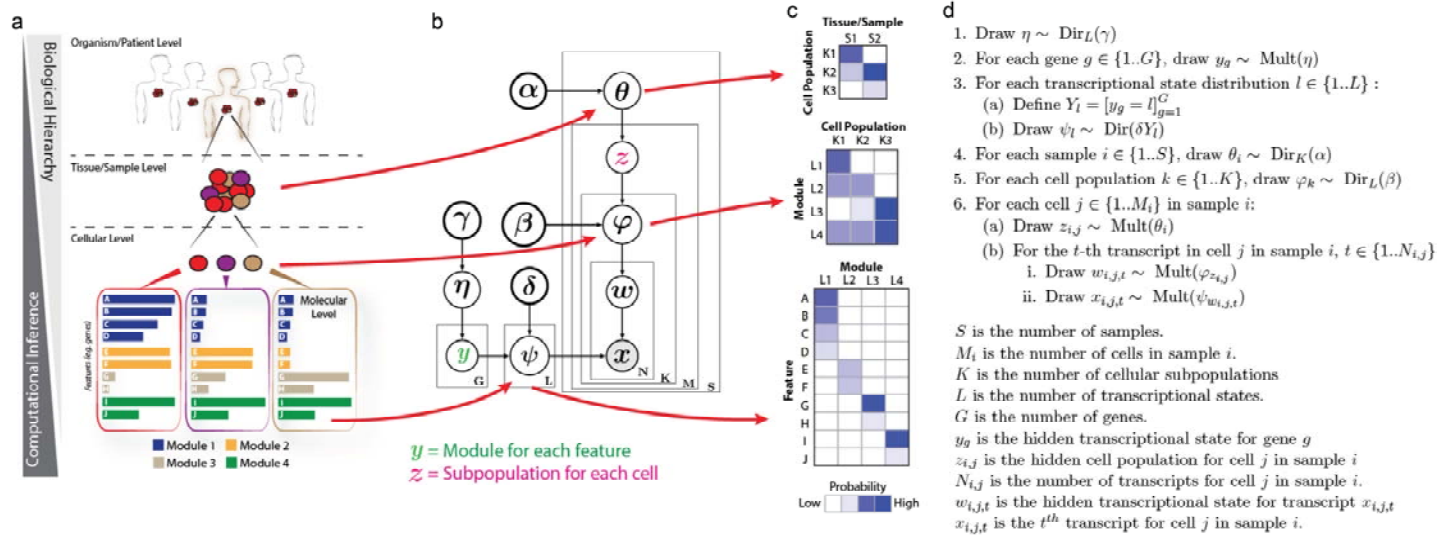 a
Biological Hierarchy
Computational Inference
Organism/Patient Level
Tissue/Sample Level
Cellular Level
Molecular Level
Features (eg. genes)
A
B
C
D
E
F
G
H
I
J
A
B
C
D
E
F
G
H
I
J
A
B
C
D
E
F
G
H
I
J
Module 1 Module 2
Module 3 Module 4
b
α θ
z
γ β φ
η δ w
y ψ x
G L N K M S
y = Module for each feature
z = Subpopulation for each cell
c
Tissue/Sample
S1 S2
Cell Population
K1
K2
K3
Cell Population
K1 K2 K3
Module
L1
L2
L3
L4
Module
L1 L2 L3 L4
Feature
A
B
C
D
E
F
G
H
I
J
Probability
Low High
d
1. Draw η ∼ Dir_L(γ)
2. For each gene g ∈ {1..G}, draw y_g ∼ Mult(η)
3. For each transcriptional state distribution l ∈ {1..L} :
(a) Define Y_l = [y_g = l]_{g=1}^G
(b) Draw ψ_l ∼ Dir(δY_l)
4. For each sample i ∈ {1..S}, draw θ_i ∼ Dir_K(α)
5. For each cell population k ∈ {1..K}, draw φ_k ∼ Dir_L(β)
6. For each cell j ∈ {1..M_i} in sample i:
(a) Draw z_{i,j} ∼ Mult(θ_i)
(b) For the t-th transcript in cell j in sample i, t ∈ {1..N_{i,j}}
i. Draw w_{i,j,t} ∼ Mult(φ_{z_{i,j}})
ii. Draw x_{i,j,t} ∼ Mult(ψ_{w_{i,j,t}})
S is the number of samples.
M_i is the number of cells in sample i.
K is the number of cellular subpopulations
L is the number of transcriptional states.
G is the number of genes.
y_g is the hidden transcriptional state for gene g
z_{i,j} is the hidden cell population for cell j in sample i
N_{i,j} is the number of transcripts for cell j in sample i.
w_{i,j,t} is the hidden transcriptional state for transcript x_{i,j,t}
x_{i,j,t} is the t^{th} transcript for cell j in sample i.